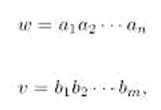 w = a₁a₂ ⋯ aₙ
v = b₁b₂ ⋯ bₘ,